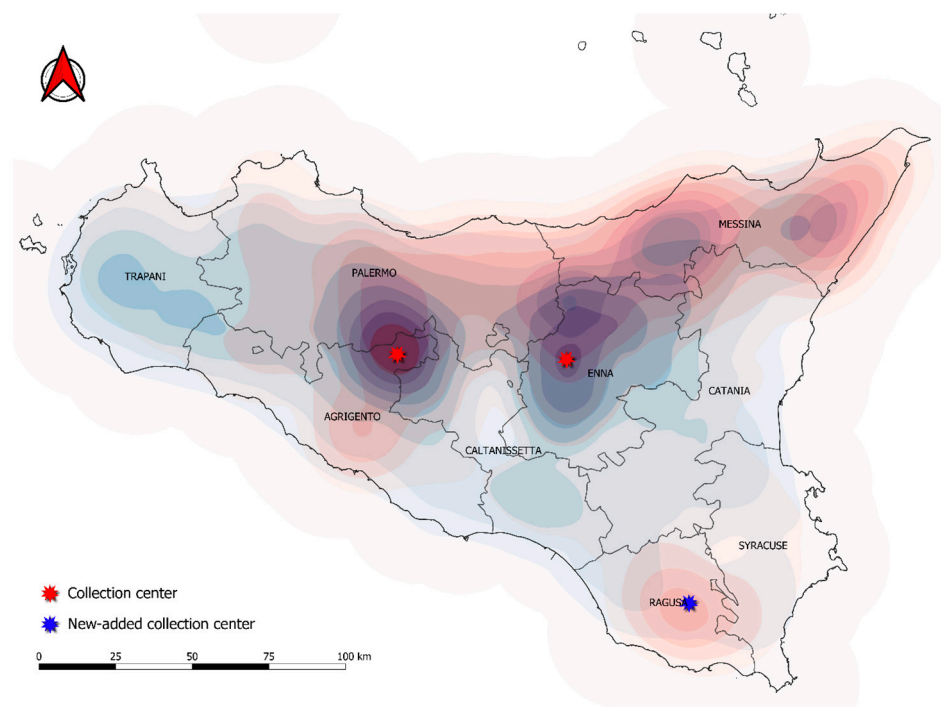 MESSINA
PALERMO
TRAPANI
ENNA
CATANIA
AGRIGENTO
CALTANISSETTA
SYRACUSE
RAGUSA
Collection center
New-added collection center
0 25 50 75 100 km